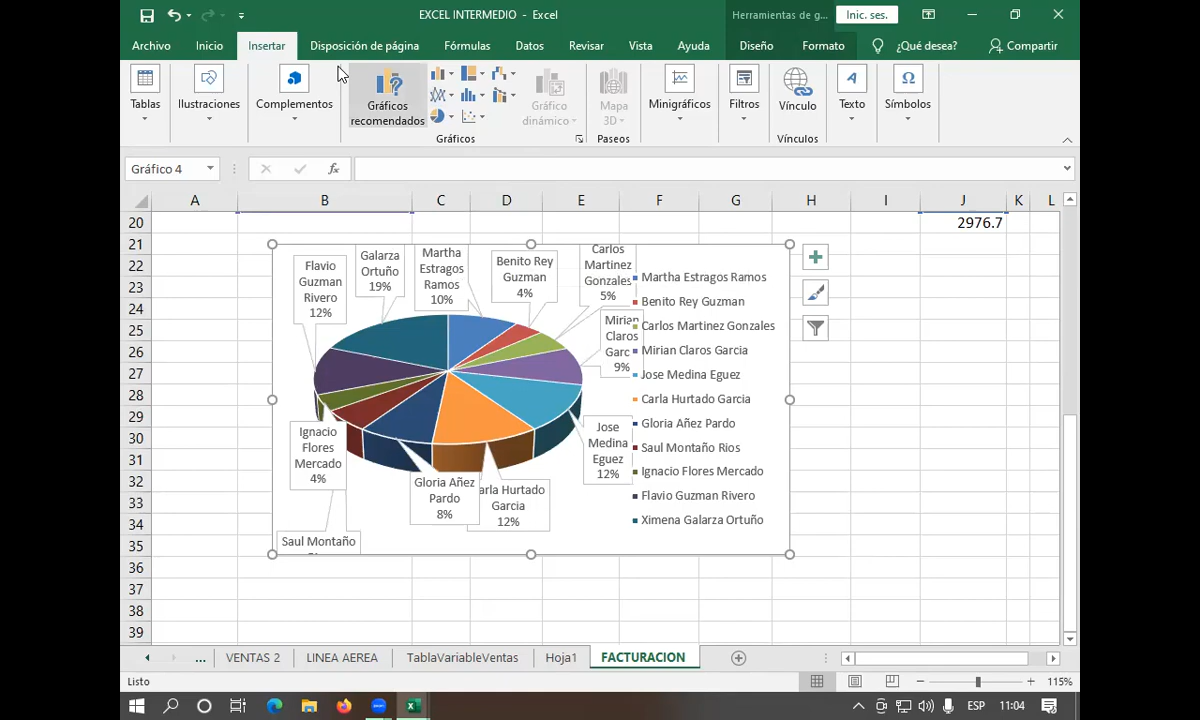 EXCEL INTERMEDIO - Excel
Herramientas de g...
Inic. ses.
Archivo
Inicio
Insertar
Disposición de página
Fórmulas
Datos
Revisar
Vista
Ayuda
Diseño
Formato
¿Qué desea?
Compartir
Tablas
Ilustraciones
Complementos
Gráficos
recomendados
Gráfico
dinámico
Mapa
3D
Minigráficos
Filtros
Vínculo
Texto
Símbolos
Gráficos
Paseos
Vínculos
Gráfico 4
fx
A B C D E F G H I J K L
20
2976.7
21
22
23
24
25
26
27
28
29
30
31
32
33
34
35
36
37
38
39
Flavio
Guzman
Rivero
12%
Galarza
Ortuño
19%
Martha
Estragos
Ramos
10%
Benito Rey
Guzman
4%
Carlos
Martinez
Gonzales
5%
Mirian
Claros
Garc
9%
Jose
Medina
Eguez
12%
arla Hurtado
Garcia
12%
Gloria Añez
Pardo
8%
Ignacio
Flores
Mercado
4%
Saul Montaño
Martha Estragos Ramos
Benito Rey Guzman
Carlos Martinez Gonzales
Mirian Claros Garcia
Jose Medina Eguez
Carla Hurtado Garcia
Gloria Añez Pardo
Saul Montaño Rios
Ignacio Flores Mercado
Flavio Guzman Rivero
Ximena Galarza Ortuño
...
VENTAS 2
LINEA AEREA
TablaVariableVentas
Hoja1
FACTURACION
Listo
115%
ESP
11:04